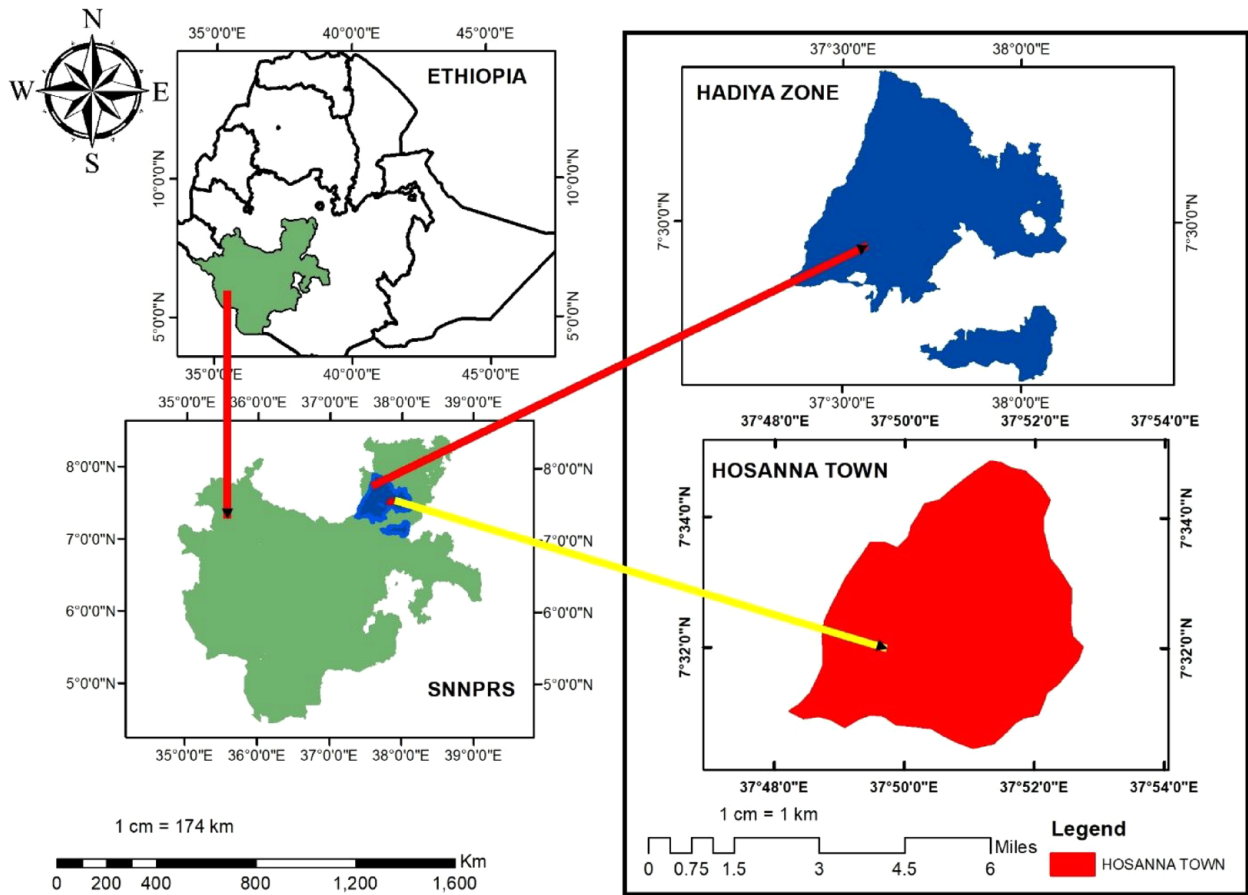 N
W E
S
35°0'0"E 40°0'0"E 45°0'0"E
ETHIOPIA
10°0'0"N
10°0'0"N
5°0'0"N
5°0'0"N
35°0'0"E 40°0'0"E 45°0'0"E
37°30'0"E 38°0'0"E
HADIYA ZONE
7°30'0"N
7°30'0"N
37°30'0"E 38°0'0"E
35°0'0"E 36°0'0"E 37°0'0"E 38°0'0"E 39°0'0"E
8°0'0"N
8°0'0"N
7°0'0"N
7°0'0"N
6°0'0"N
6°0'0"N
5°0'0"N
5°0'0"N
SNNPRS
35°0'0"E 36°0'0"E 37°0'0"E 38°0'0"E 39°0'0"E
37°48'0"E 37°50'0"E 37°52'0"E 37°54'0"E
HOSANNA TOWN
7°34'0"N
7°34'0"N
7°32'0"N
7°32'0"N
37°48'0"E 37°50'0"E 37°52'0"E 37°54'0"E
1 cm = 174 km
Km
0 200 400 800 1,200 1,600
1 cm = 1 km
Miles
0 0.75 1.5 3 4.5 6
Legend
HOSANNA TOWN